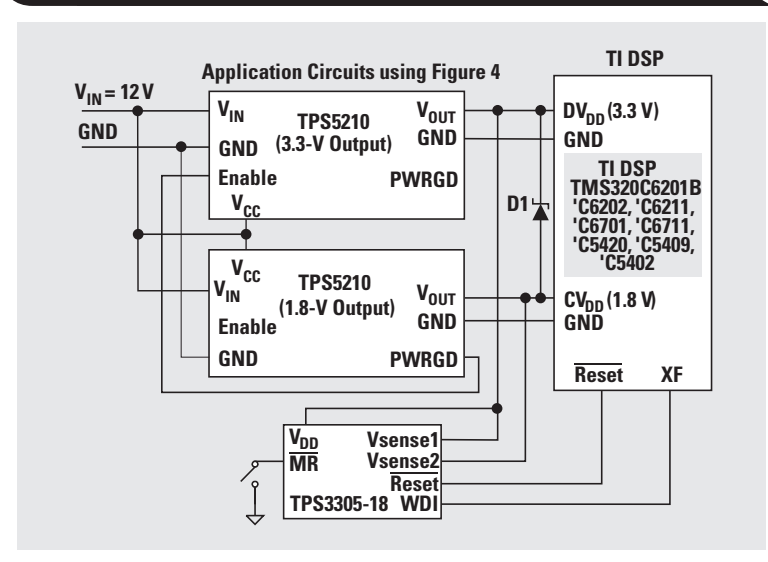 TI DSP
Application Circuits using Figure 4
V_IN = 12 V
GND
V_IN
TPS5210
(3.3-V Output)
V_OUT
GND
GND
Enable
PWRGD
V_CC
DV_DD (3.3 V)
GND
TI DSP
TMS320C6201B
'C6202, 'C6211,
'C6701, 'C6711,
'C5420, 'C5409,
'C5402
D1
V_CC
V_IN
TPS5210
(1.8-V Output)
V_OUT
Enable
GND
GND
PWRGD
CV_DD (1.8 V)
GND
Reset
XF
V_DD
Vsense1
MR
Vsense2
Reset
TPS3305-18
WDI